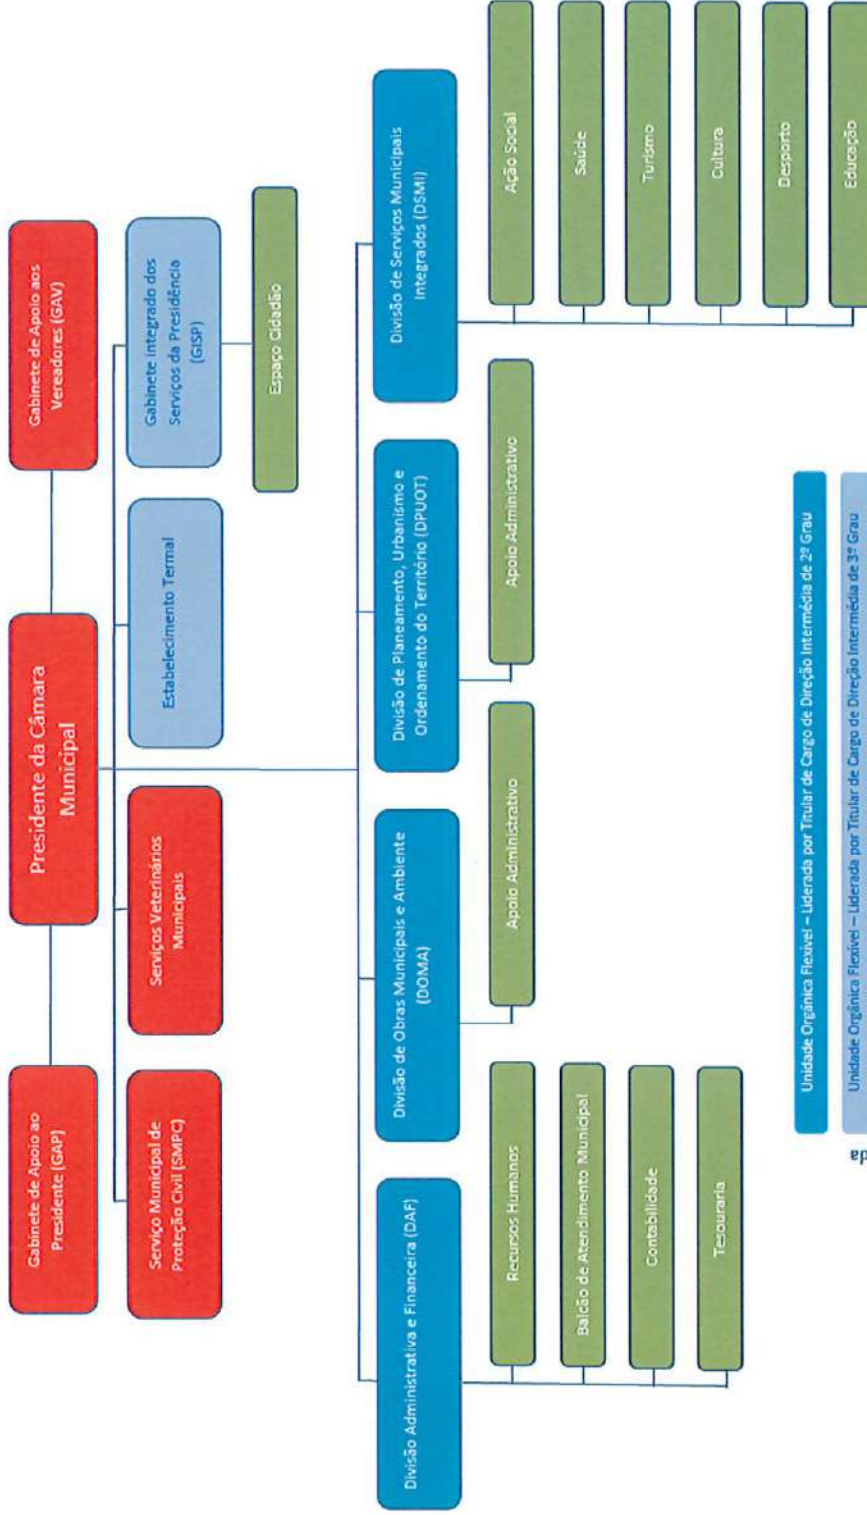 Presidente da Câmara
Municipal
Gabinete de Apoio ao
Presidente (GAP)
Gabinete de Apoio aos
Vereadores (GAV)
Serviço Municipal de
Proteção Civil (SMPC)
Serviços Veterinários
Municipais
Estabelecimento Termal
Gabinete Integrado dos
Serviços da Presidência
(GISP)
Espaço Cidadão
Divisão Administrativa e Financeira (DAF)
Divisão de Obras Municipais e Ambiente
(DOMA)
Divisão de Planeamento, Urbanismo e
Ordenamento do Território (DPUOT)
Divisão de Serviços Municipais
Integrados (DSMI)
Recursos Humanos
Balcão de Atendimento Municipal
Contabilidade
Tesouraria
Apoio Administrativo
Apoio Administrativo
Ação Social
Saúde
Turismo
Cultura
Desporto
Educação
Unidade Orgânica Flexível – Liderada por Titular de Cargo de Direção Intermédia de 2º Grau
Unidade Orgânica Flexível – Liderada por Titular de Cargo de Direção Intermédia de 3º Grau